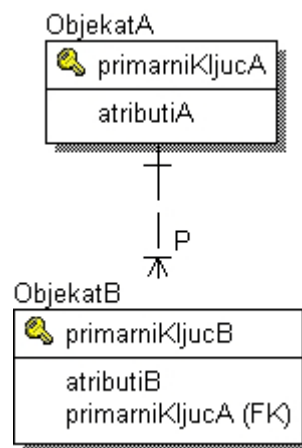 ObjekatA
primarniKljucA
atributiA
P
ObjekatB
primarniKljucB
atributiB
primarniKljucA (FK)